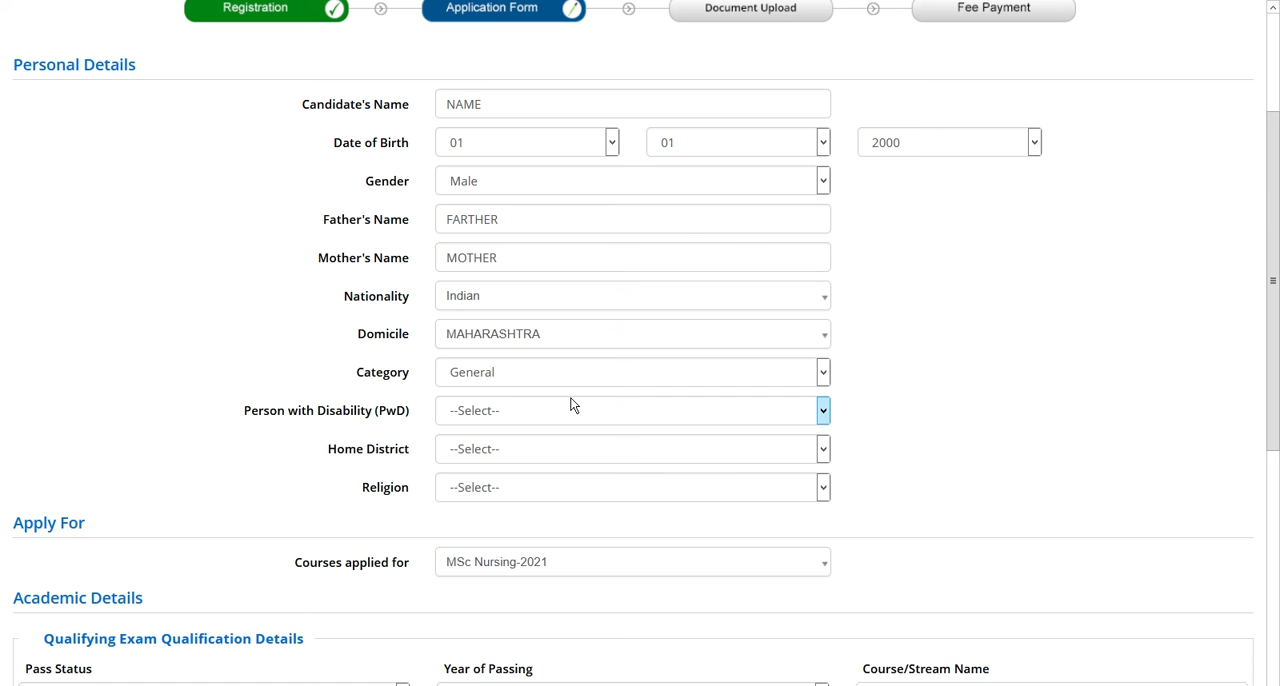 Registration Application Form Document Upload Fee Payment
Personal Details
Candidate's Name NAME
Date of Birth 01 01 2000
Gender Male
Father's Name FARTHER
Mother's Name MOTHER
Nationality Indian
Domicile MAHARASHTRA
Category General
Person with Disability (PwD) --Select--
Home District --Select--
Religion --Select--
Apply For
Courses applied for MSc Nursing-2021
Academic Details
Qualifying Exam Qualification Details
Pass Status Year of Passing Course/Stream Name